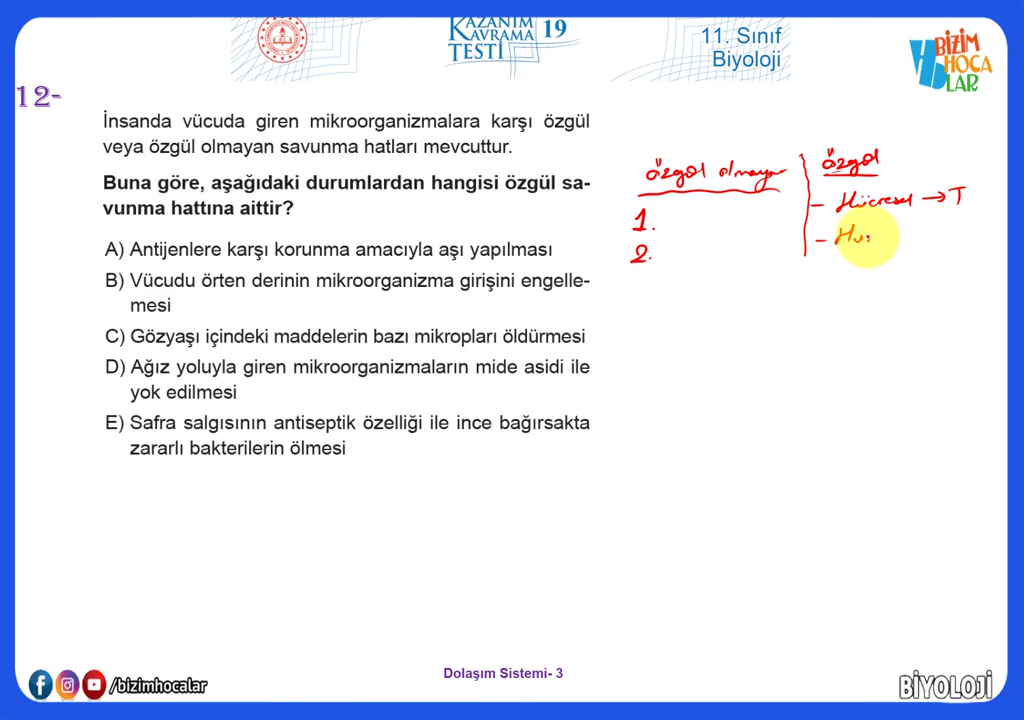 KAZANIM
KAVRAMA
TESTİ
19
11. Sınıf
Biyoloji
BİZİM
HOCA
LAR
12-
İnsanda vücuda giren mikroorganizmalara karşı özgül
veya özgül olmayan savunma hatları mevcuttur.
Buna göre, aşağıdaki durumlardan hangisi özgül sa-
vunma hattına aittir?
A) Antijenlere karşı korunma amacıyla aşı yapılması
B) Vücudu örten derinin mikroorganizma girişini engelle-
mesi
C) Gözyaşı içindeki maddelerin bazı mikropları öldürmesi
D) Ağız yoluyla giren mikroorganizmaların mide asidi ile
yok edilmesi
E) Safra salgısının antiseptik özelliği ile ince bağırsakta
zararlı bakterilerin ölmesi
Özgül olmayan
1.
2.
Özgül
- Hücresel → T
- Hu
Dolaşım Sistemi- 3
/bizimhocalar
BİYOLOJİ